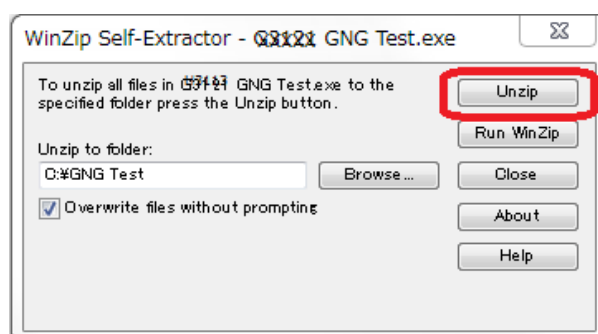 WinZip Self-Extractor - GNG Test.exe
To unzip all files in GNG Test.exe to the
specified folder press the Unzip button.
Unzip to folder:
C:¥GNG Test
Browse...
Overwrite files without prompting
Unzip
Run WinZip
Close
About
Help